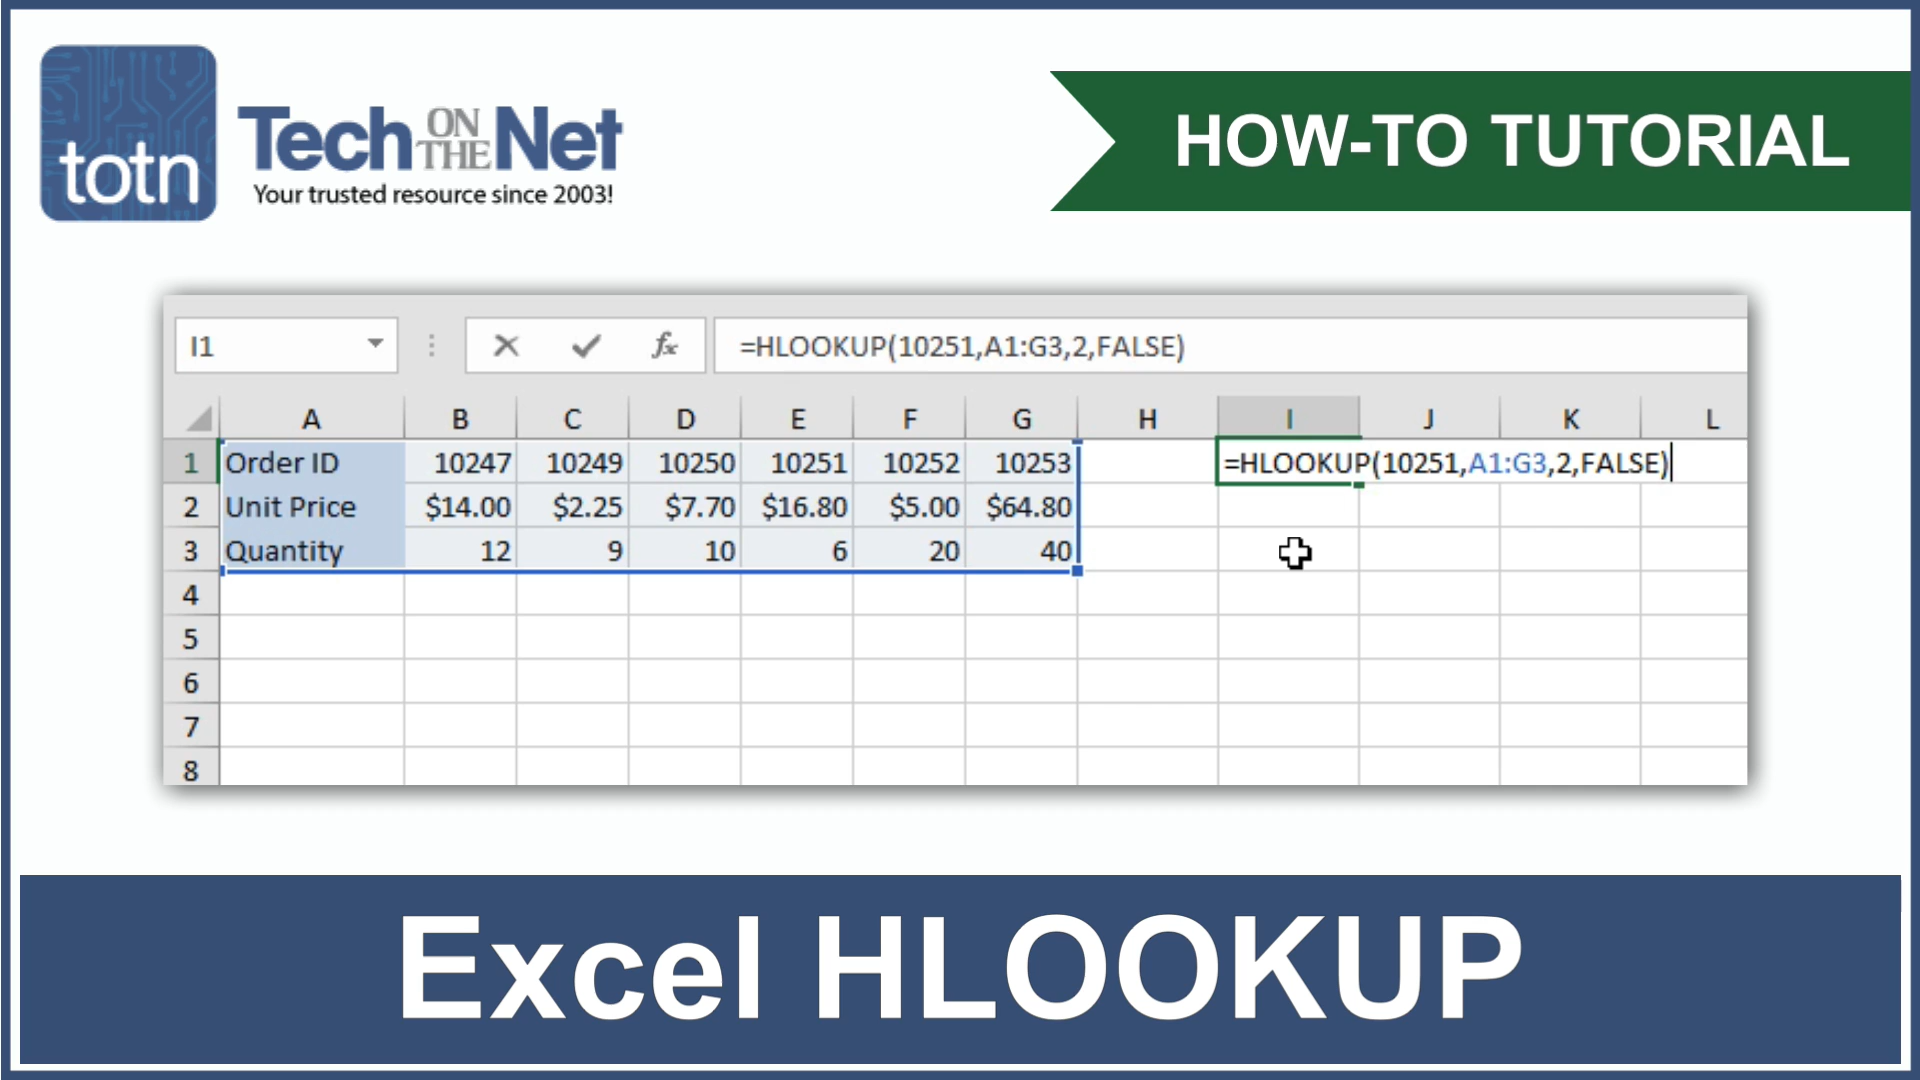 totn
Tech ON THE Net
Your trusted resource since 2003!
HOW-TO TUTORIAL
I1 fx =HLOOKUP(10251,A1:G3,2,FALSE)
A B C D E F G H I J K L
1 Order ID 10247 10249 10250 10251 10252 10253 =HLOOKUP(10251,A1:G3,2,FALSE)
2 Unit Price $14.00 $2.25 $7.70 $16.80 $5.00 $64.80
3 Quantity 12 9 10 6 20 40
4
5
6
7
8
Excel HLOOKUP